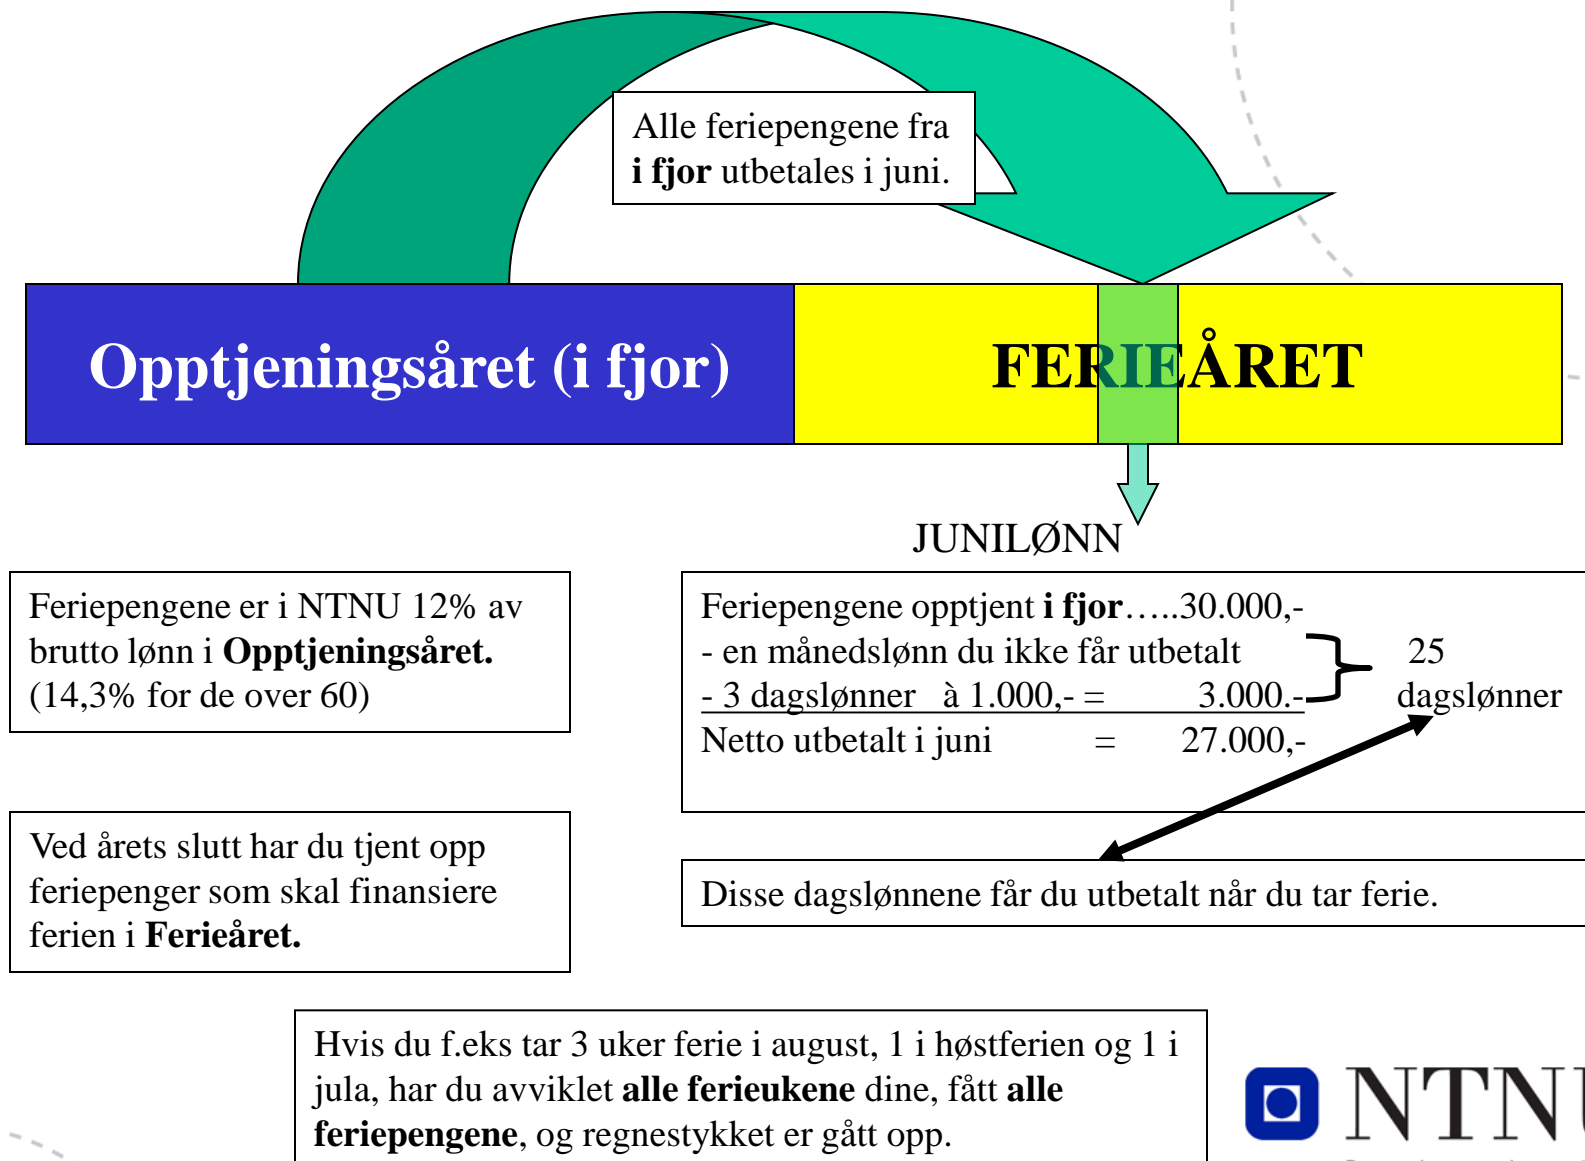 Alle feriepengene fra
i fjor utbetales i juni.
Opptjeningsåret (i fjor)
FERIEÅRET
JUNILØNN
Feriepengene er i NTNU 12% av
brutto lønn i Opptjeningsåret.
(14,3% for de over 60)
Feriepengene opptjent i fjor…..30.000,-
- en månedslønn du ikke får utbetalt
- 3 dagslønner à 1.000,- = 3.000.-
Netto utbetalt i juni = 27.000,-
25
dagslønner
Ved årets slutt har du tjent opp
feriepenger som skal finansiere
ferien i Ferieåret.
Disse dagslønnene får du utbetalt når du tar ferie.
Hvis du f.eks tar 3 uker ferie i august, 1 i høstferien og 1 i
jula, har du avviklet alle ferieukene dine, fått alle
feriepengene, og regnestykket er gått opp.
NTNU